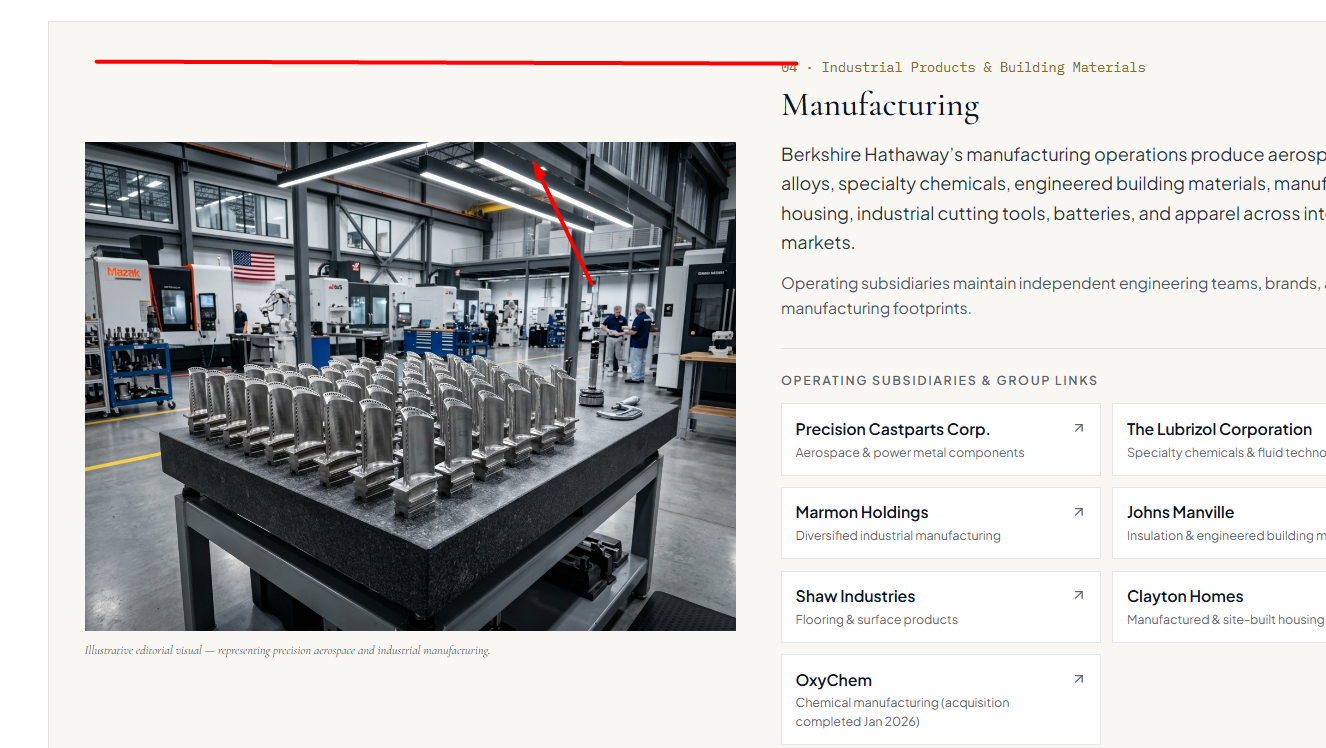 04 · Industrial Products & Building Materials
Manufacturing
Berkshire Hathaway's manufacturing operations produce
alloys, specialty chemicals, engineered building materials,
housing, industrial cutting tools, batteries, and apparel across
markets.
Operating subsidiaries maintain independent engineering teams, brands,
manufacturing footprints.
Mazak
Illustrative editorial visual — representing precision aerospace and industrial manufacturing.
OPERATING SUBSIDIARIES & GROUP LINKS
Precision Castparts Corp.
Aerospace & power metal components
The Lubrizol Corporation
Specialty chemicals & fluid
Marmon Holdings
Diversified industrial manufacturing
Johns Manville
Insulation & engineered building
Shaw Industries
Flooring & surface products
Clayton Homes
Manufactured & site-built housing
OxyChem
Chemical manufacturing (acquisition
completed Jan 2026)